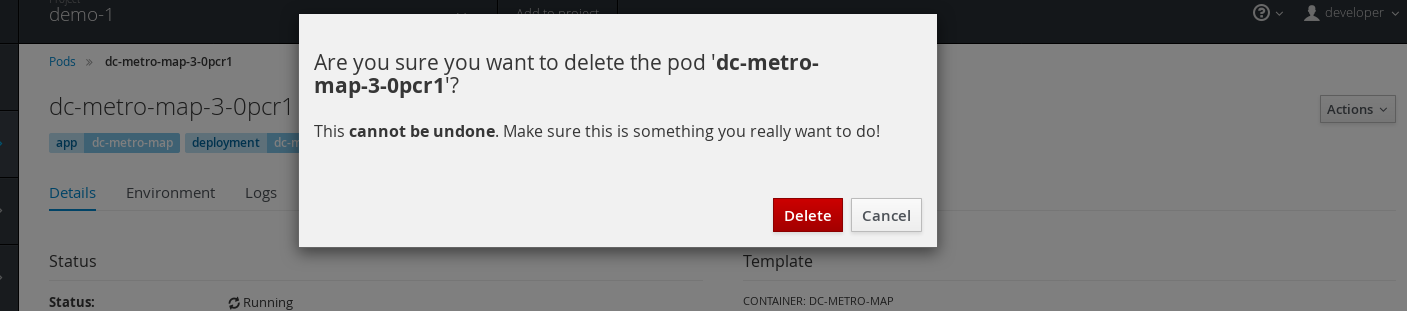 demo-1
Add to project
developer
Pods » dc-metro-map-3-0pcr1
Are you sure you want to delete the pod 'dc-metro-
map-3-0pcr1'?
dc-metro-map-3-0pcr1
Actions
This cannot be undone. Make sure this is something you really want to do!
app dc-metro-map deployment dc-m
Details Environment Logs
Delete Cancel
Status Template
Status: Running
CONTAINER: DC-METRO-MAP